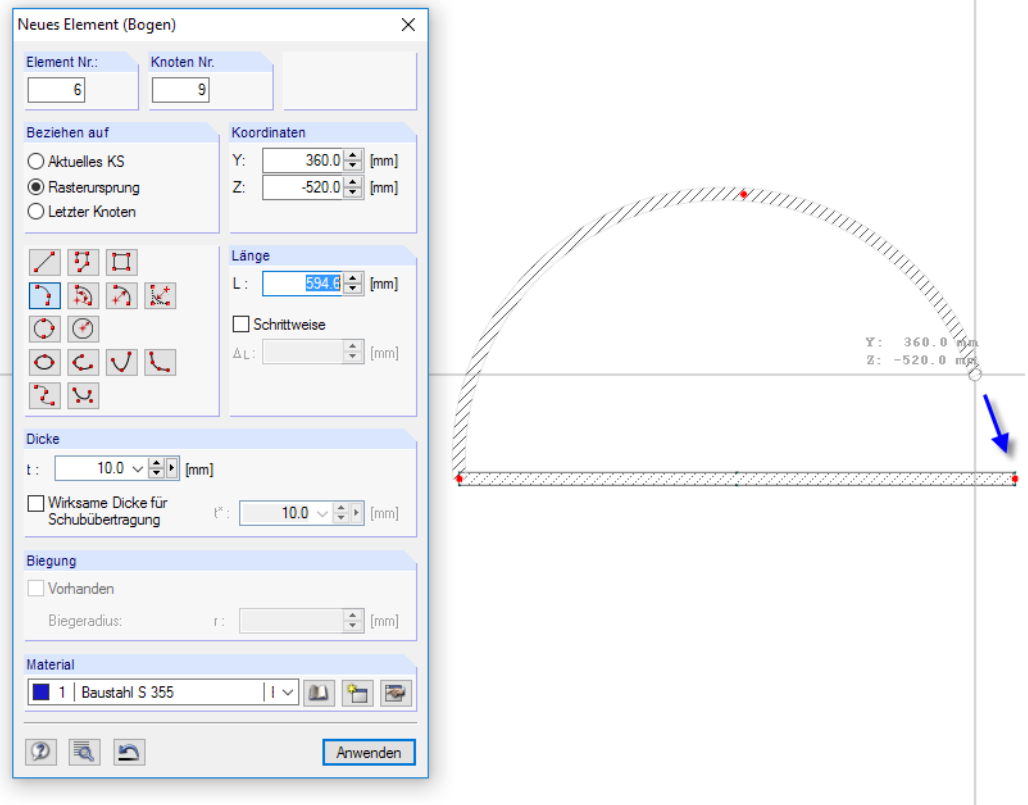 Neues Element (Bogen)
Element Nr.: Knoten Nr.
6 9
Beziehen auf Koordinaten
Aktuelles KS Y: 360.0 [mm]
Rasterursprung Z: -520.0 [mm]
Letzter Knoten
Länge
L : 594.6 [mm]
Schrittweise
ΔL: [mm]
Y: 360.0 mm
Z: -520.0 mm
Dicke
t : 10.0 [mm]
Wirksame Dicke für
Schubübertragung t* : 10.0 [mm]
Biegung
Vorhanden
Biegeradius: r : [mm]
Material
1 Baustahl S 355
Anwenden